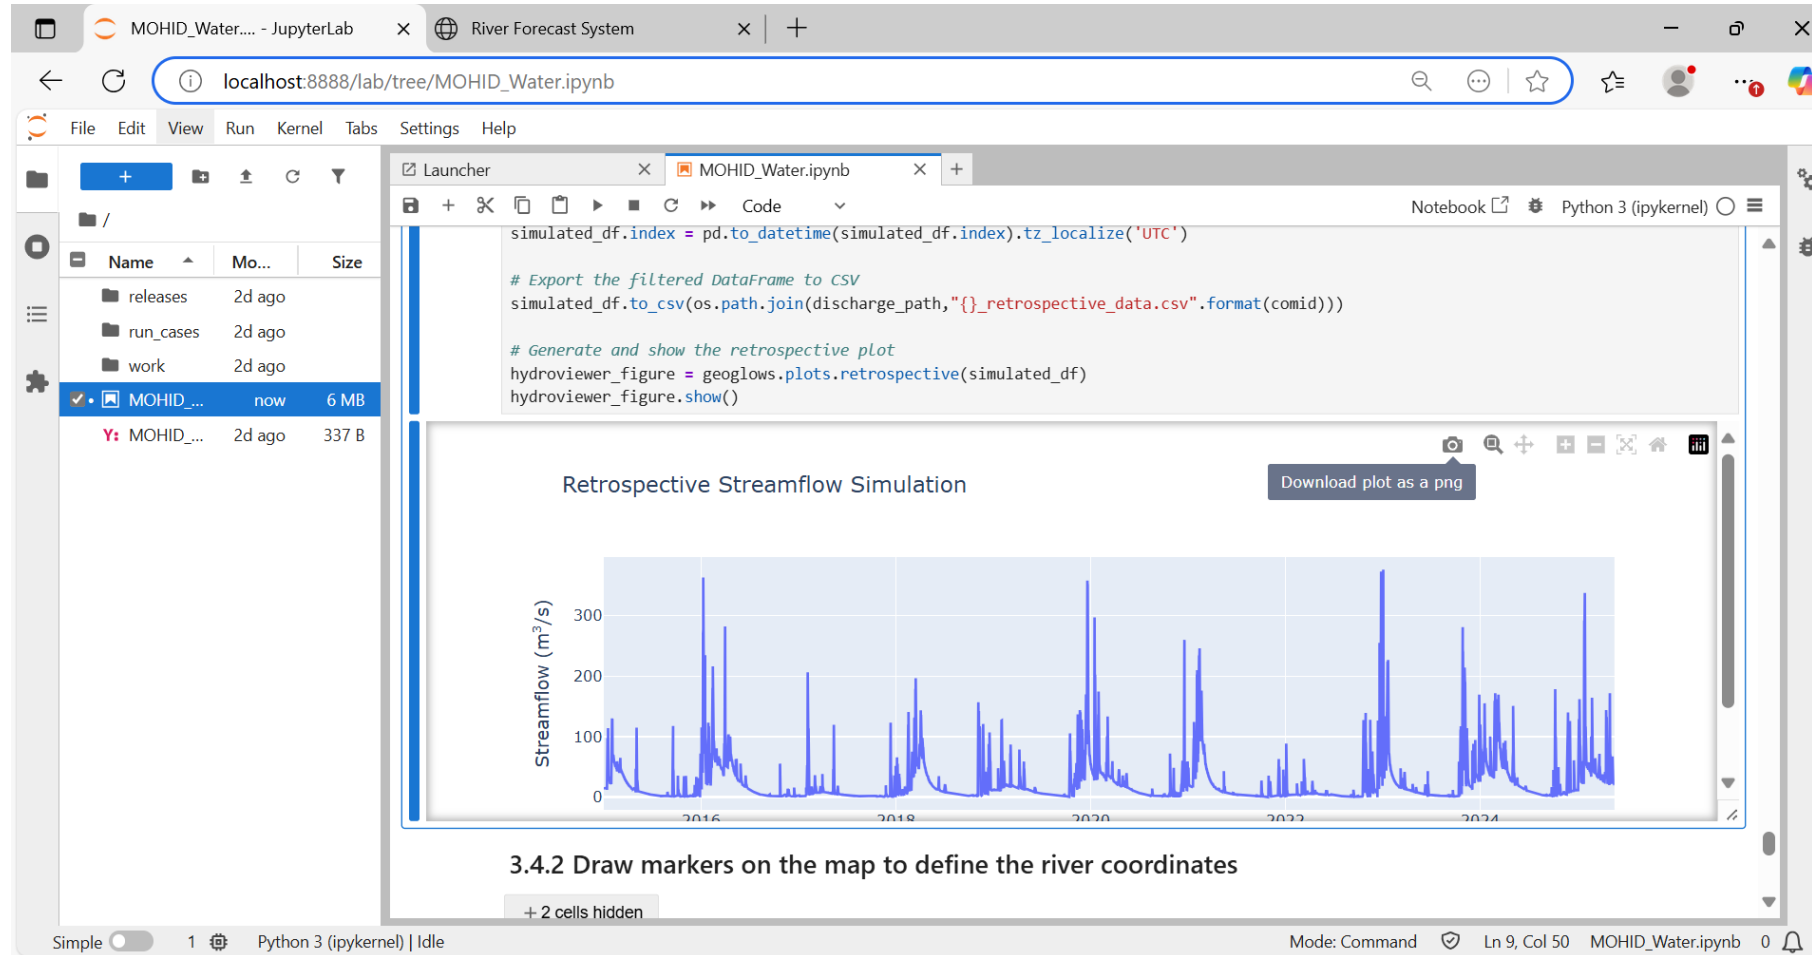 MOHID_Water.... - JupyterLab
River Forecast System
localhost:8888/lab/tree/MOHID_Water.ipynb
File Edit View Run Kernel Tabs Settings Help
Launcher
MOHID_Water.ipynb
Code
Notebook
Python 3 (ipykernel)
/
Name Mo... Size
releases 2d ago
run_cases 2d ago
work 2d ago
MOHID_... now 6 MB
Y: MOHID_... 2d ago 337 B
simulated_df.index = pd.to_datetime(simulated_df.index).tz_localize('UTC')
# Export the filtered DataFrame to CSV
simulated_df.to_csv(os.path.join(discharge_path,"{}_retrospective_data.csv".format(comid)))
# Generate and show the retrospective plot
hydroviewer_figure = geoglows.plots.retrospective(simulated_df)
hydroviewer_figure.show()
Download plot as a png
Retrospective Streamflow Simulation
Streamflow (m³/s)
300
200
100
0
2016 2018 2020 2022 2024
3.4.2 Draw markers on the map to define the river coordinates
+ 2 cells hidden
Simple 1 Python 3 (ipykernel) | Idle
Mode: Command Ln 9, Col 50 MOHID_Water.ipynb 0